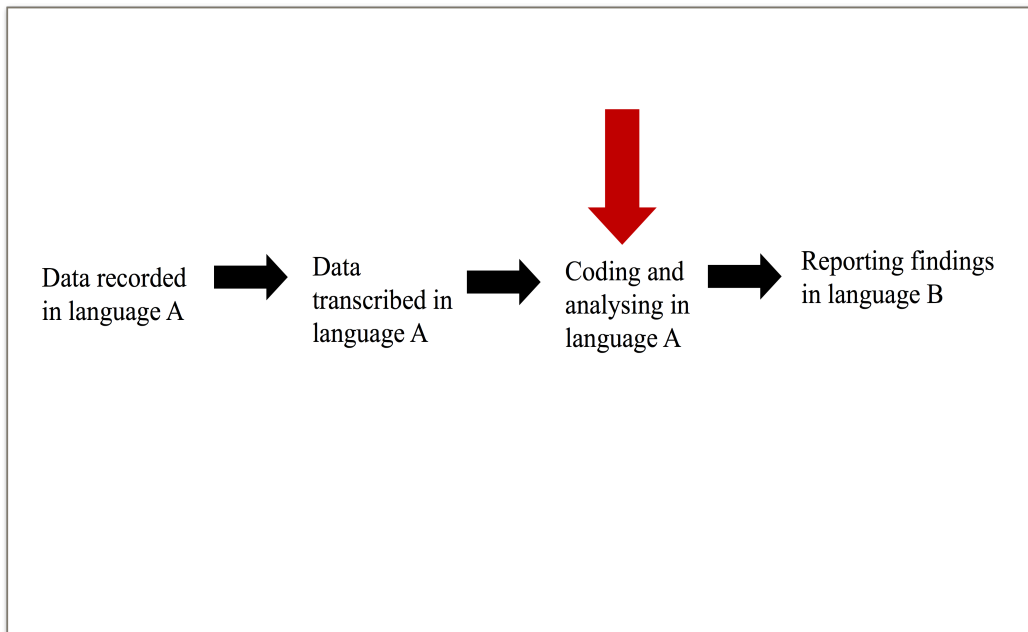 Data recorded
in language A
Data
transcribed in
language A
Coding and
analysing in
language A
Reporting findings
in language B